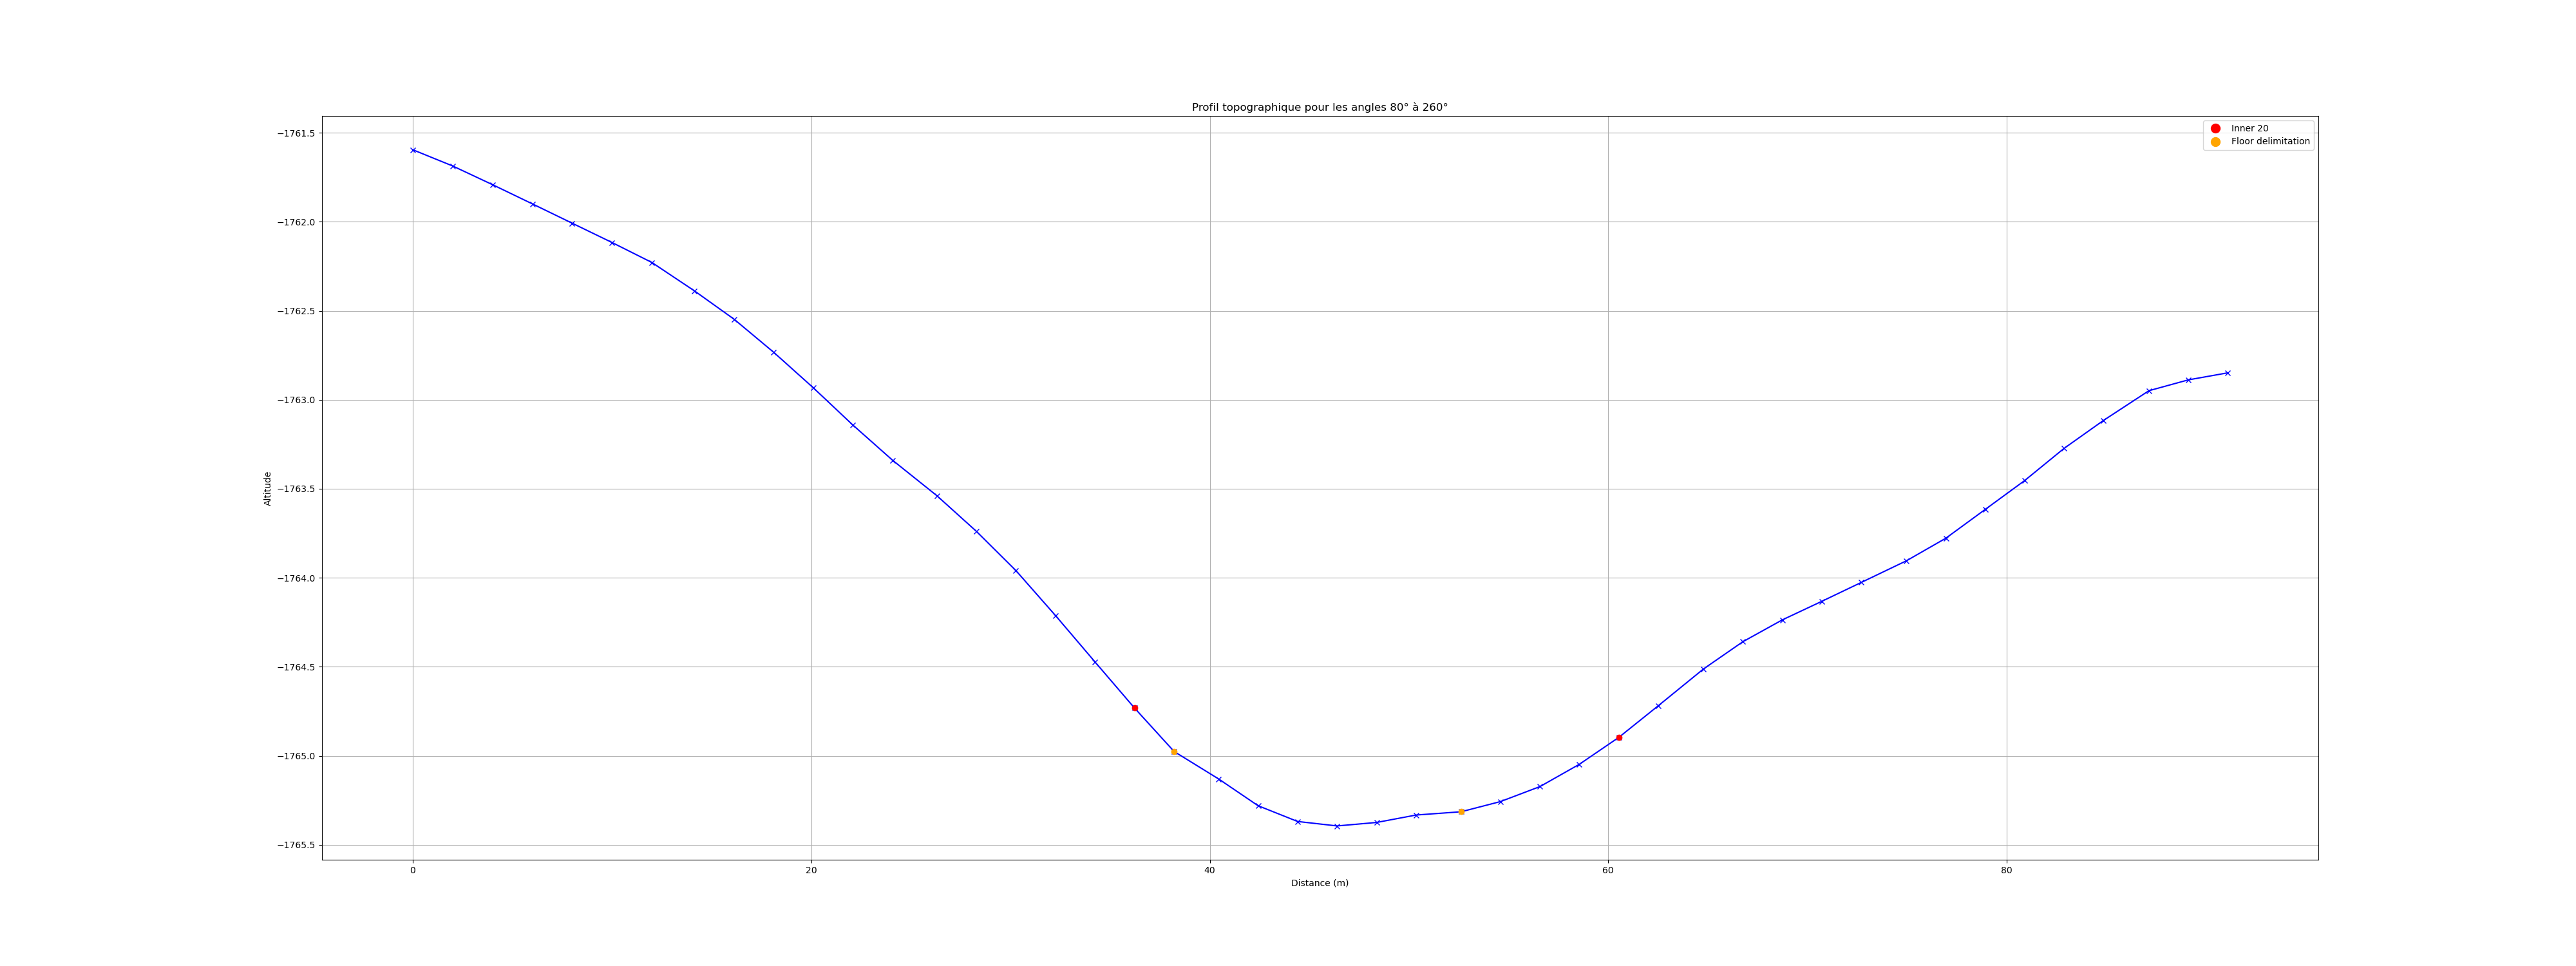 Profil topographique pour les angles 80° à 260°
Inner 20
Floor delimitation
−1761.5
−1762.0
−1762.5
−1763.0
−1763.5
−1764.0
−1764.5
−1765.0
−1765.5
Altitude
0 20 40 60 80
Distance (m)